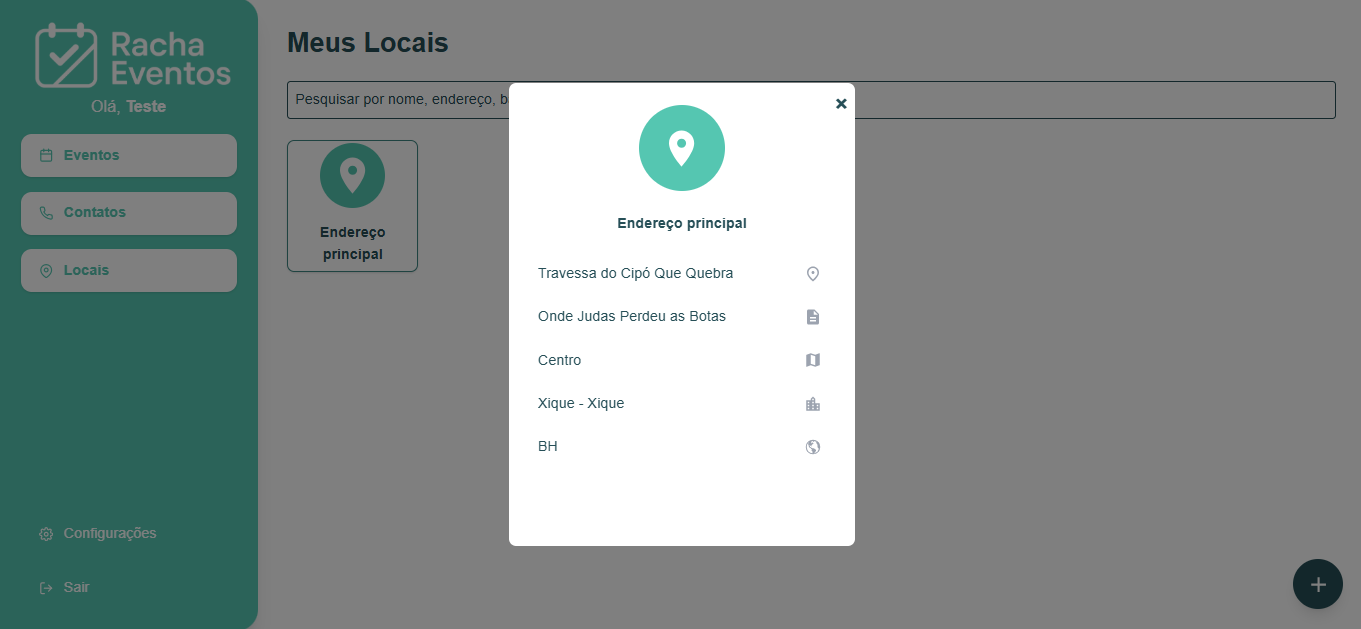 Racha
Eventos
Olá, Teste
Eventos
Contatos
Locais
Configurações
Sair
Meus Locais
Pesquisar por nome, endereço, b
Endereço
principal
Endereço principal
Travessa do Cipó Que Quebra
Onde Judas Perdeu as Botas
Centro
Xique - Xique
BH